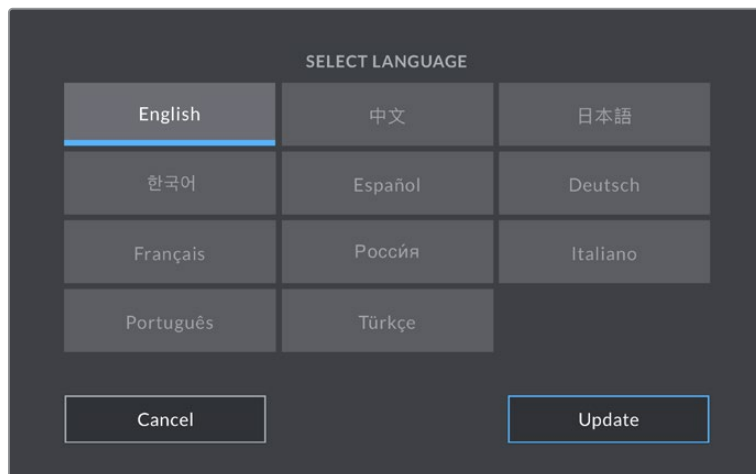 SELECT LANGUAGE
English 中文 日本語
한국어 Español Deutsch
Français Росси́я Italiano
Português Türkçe
Cancel Update